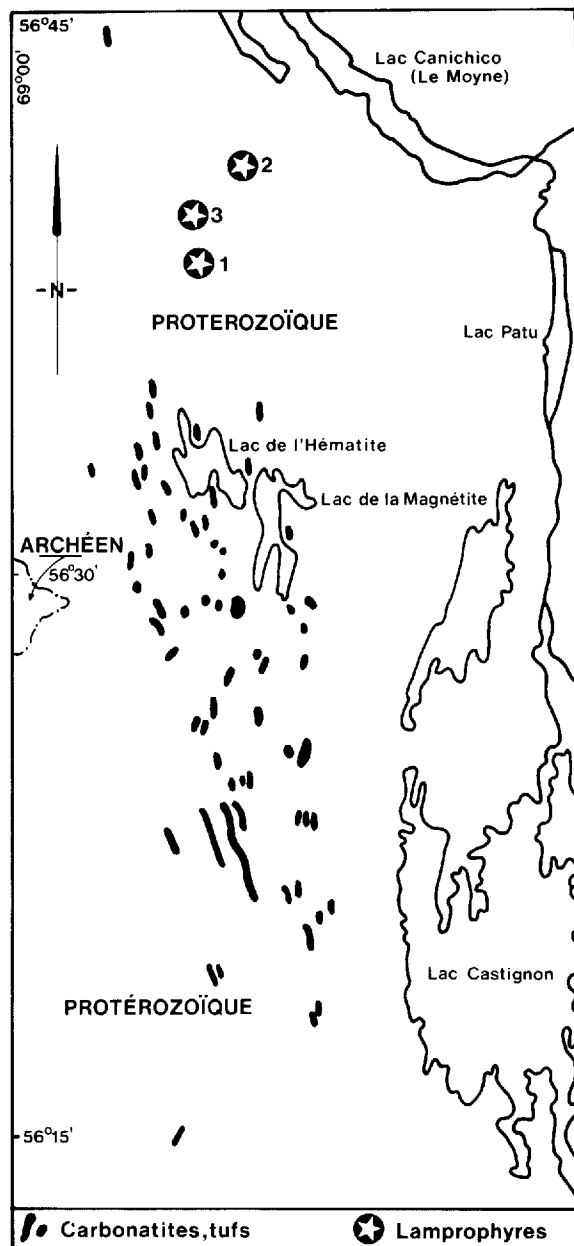 56°45'
69°00'
Lac Canichico
(Le Moyne)
2
3
1
-N-
PROTEROZOÏQUE
Lac Patu
Lac de l'Hématite
Lac de la Magnétite
ARCHÉEN
56°30'
Lac Castignon
PROTÉROZOÏQUE
56°15'
Carbonatites,tufs
Lamprophyres